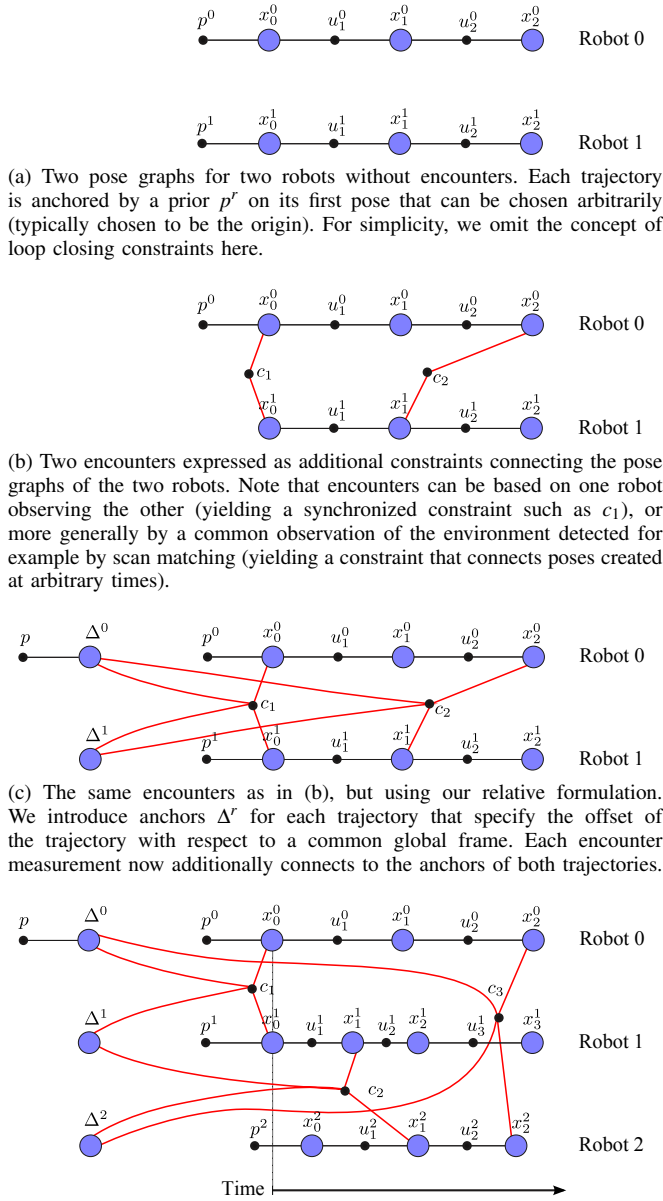 p^0 x_0^0 u_1^0 x_1^0 u_2^0 x_2^0 Robot 0
p^1 x_0^1 u_1^1 x_1^1 u_2^1 x_2^1 Robot 1
(a) Two pose graphs for two robots without encounters. Each trajectory
is anchored by a prior p^r on its first pose that can be chosen arbitrarily
(typically chosen to be the origin). For simplicity, we omit the concept of
loop closing constraints here.
p^0 x_0^0 u_1^0 x_1^0 u_2^0 x_2^0 Robot 0
c_1 c_2
x_0^1 u_1^1 x_1^1 u_2^1 x_2^1 Robot 1
(b) Two encounters expressed as additional constraints connecting the pose
graphs of the two robots. Note that encounters can be based on one robot
observing the other (yielding a synchronized constraint such as c_1), or
more generally by a common observation of the environment detected for
example by scan matching (yielding a constraint that connects poses created
at arbitrary times).
p Δ^0 p^0 x_0^0 u_1^0 x_1^0 u_2^0 x_2^0 Robot 0
c_1 c_2
Δ^1 p^1 x_0^1 u_1^1 x_1^1 u_2^1 x_2^1 Robot 1
(c) The same encounters as in (b), but using our relative formulation.
We introduce anchors Δ^r for each trajectory that specify the offset of
the trajectory with respect to a common global frame. Each encounter
measurement now additionally connects to the anchors of both trajectories.
p Δ^0 p^0 x_0^0 u_1^0 x_1^0 u_2^0 x_2^0 Robot 0
c_1 c_3
Δ^1 p^1 x_0^1 u_1^1 x_1^1 u_2^1 x_2^1 u_3^1 x_3^1 Robot 1
c_2
Δ^2 p^2 x_0^2 u_1^2 x_1^2 u_2^2 x_2^2 Robot 2
Time